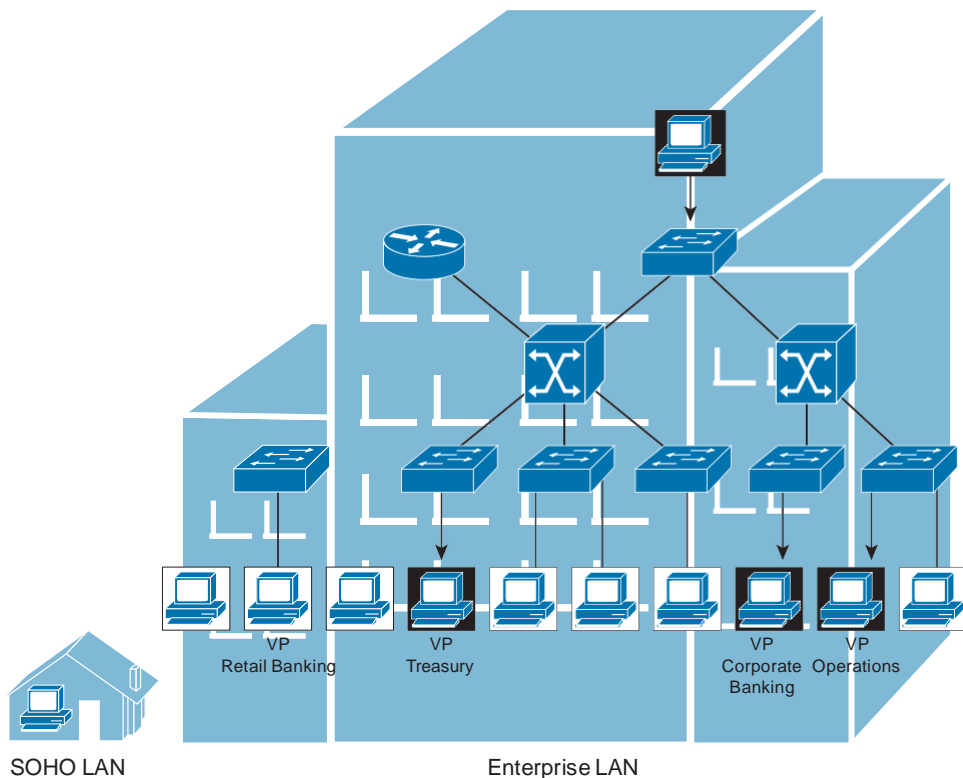 VP
Retail Banking
VP
Treasury
VP
Corporate
Banking
VP
Operations
SOHO LAN
Enterprise LAN